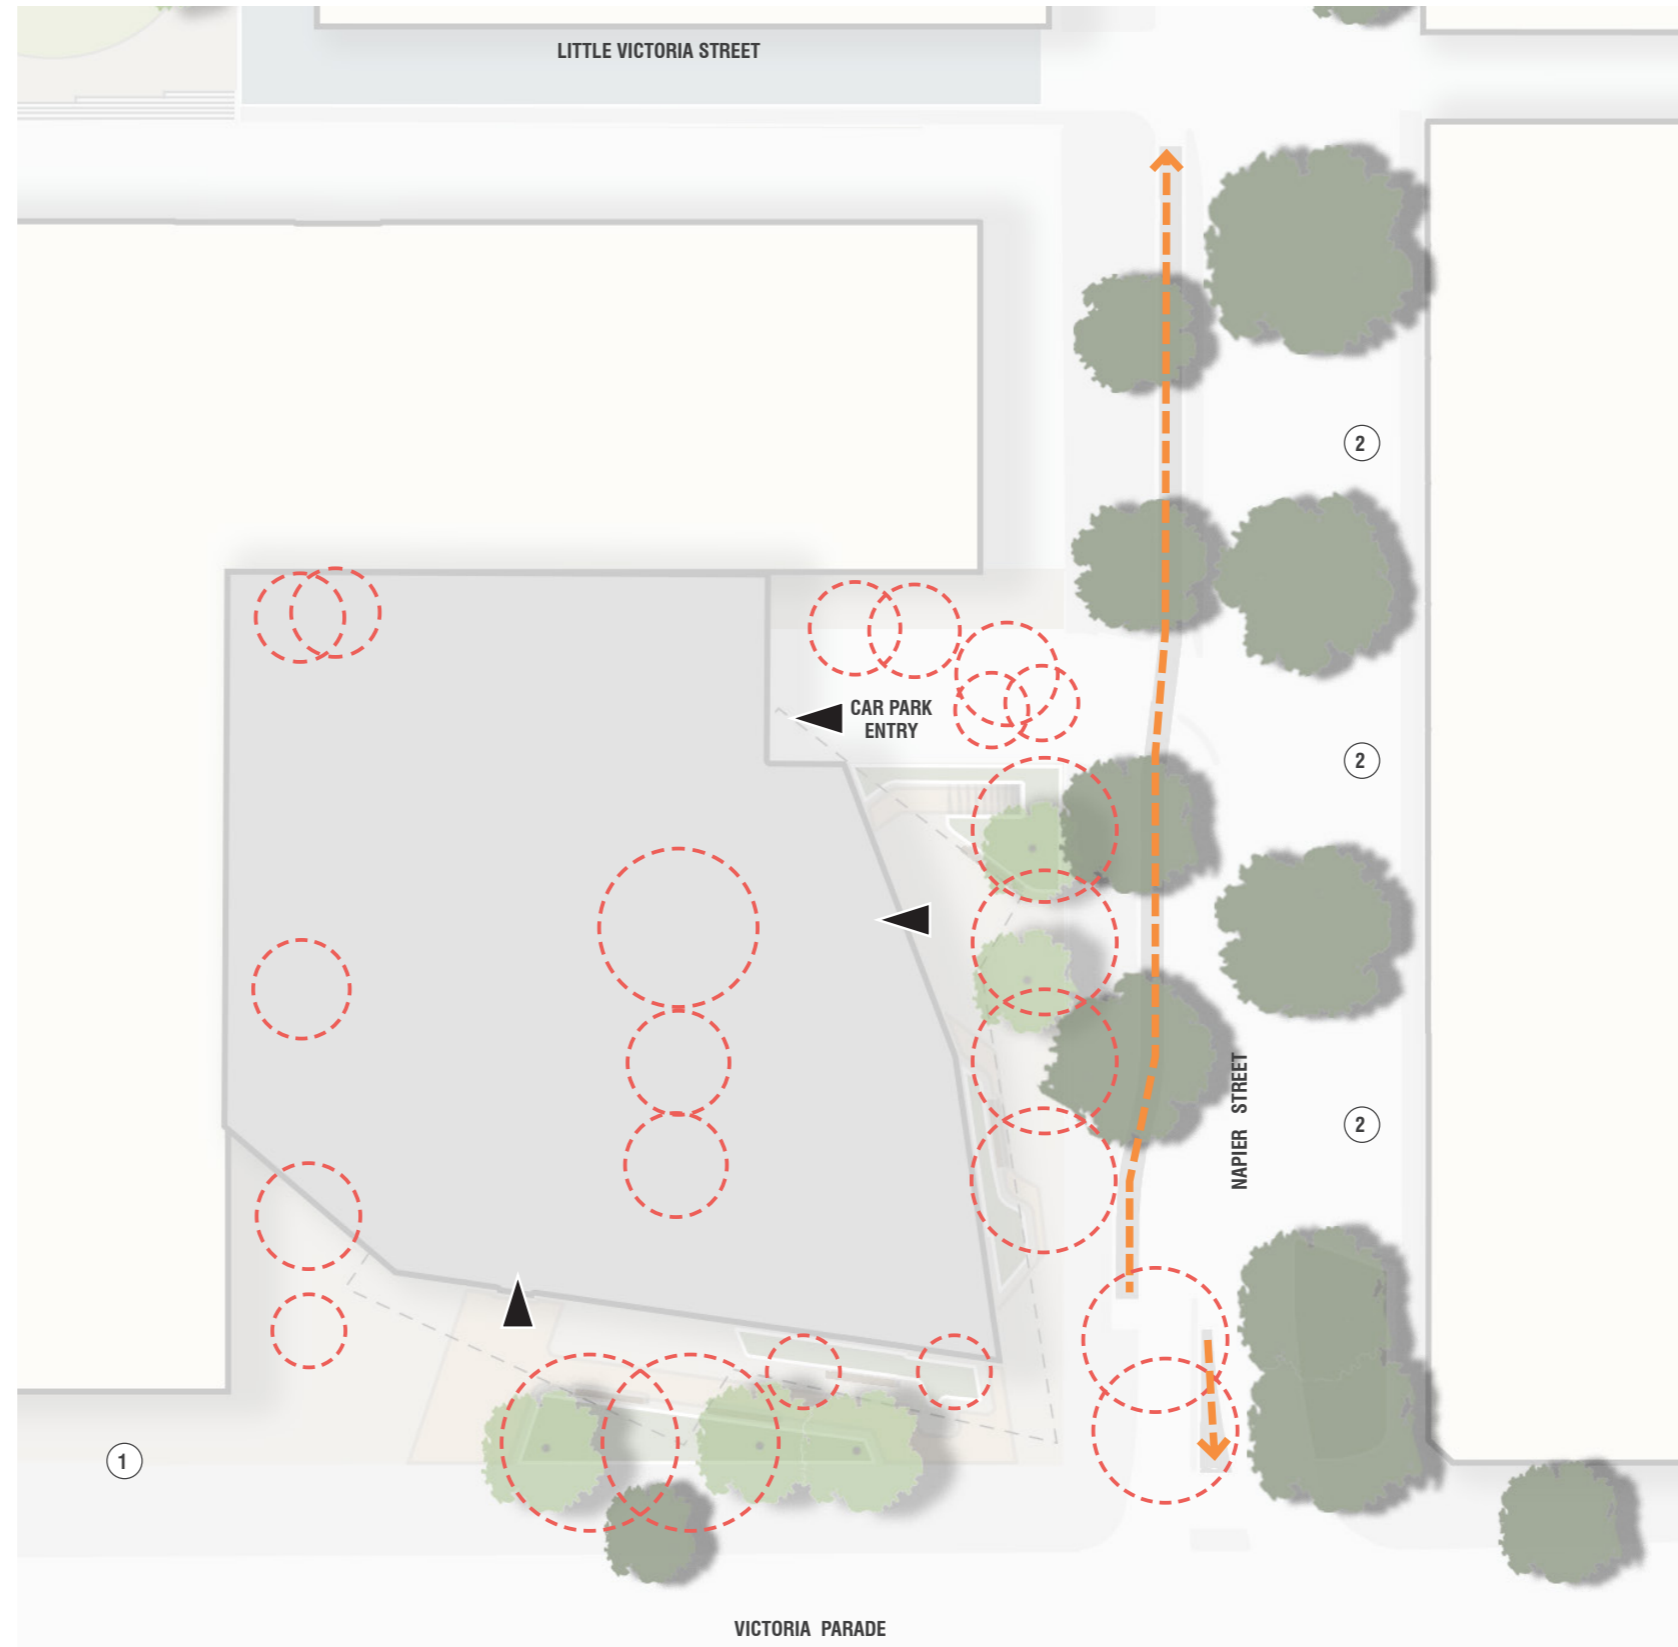 LITTLE VICTORIA STREET
2
CAR PARK
ENTRY
2
NAPIER STREET
2
1
VICTORIA PARADE